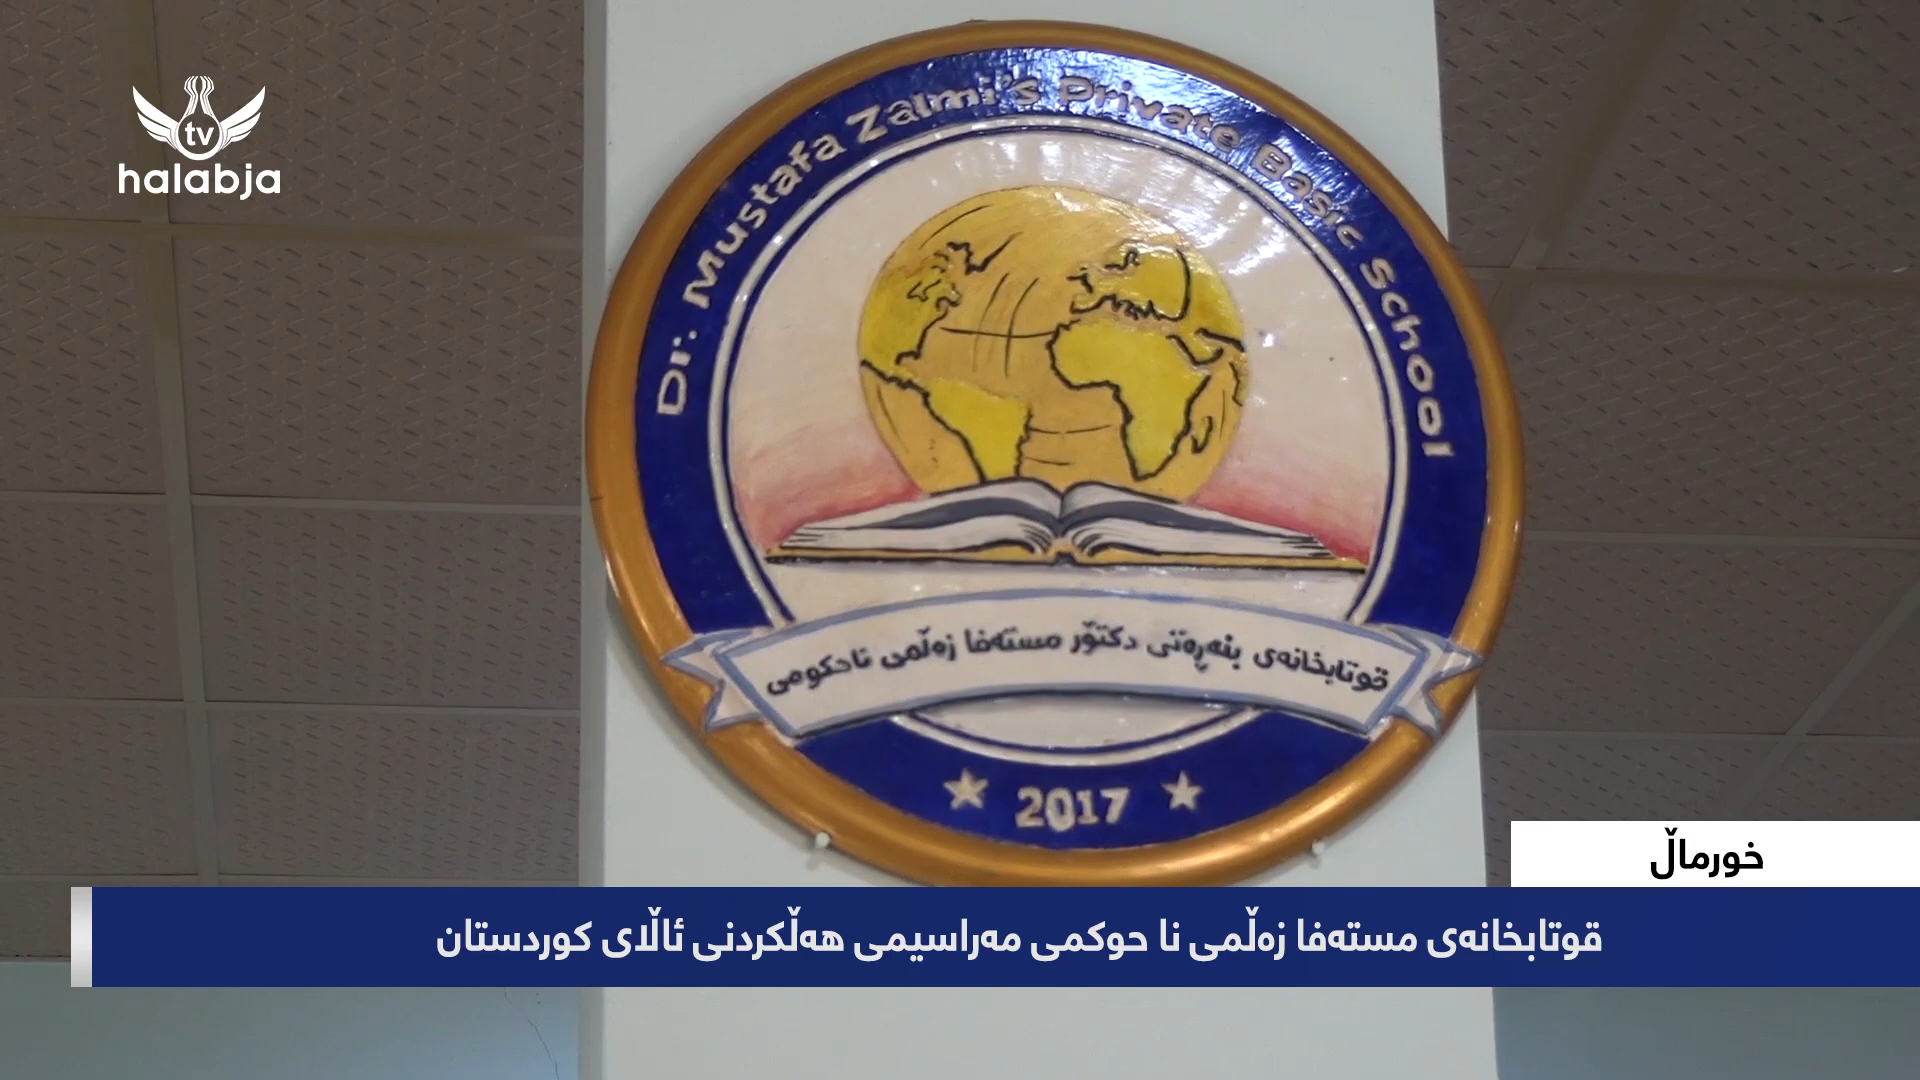 tv
halabja
Dr. Mustafa Zalmi's Private Basic School
قوتابخانەی بنەڕەتی دکتۆر مستەفا زەڵمی ناحکومی
2017
خورماڵ
قوتابخانەی مستەفا زەڵمی نا حوکمی مەراسیمی هەڵکردنی ئاڵای کوردستان